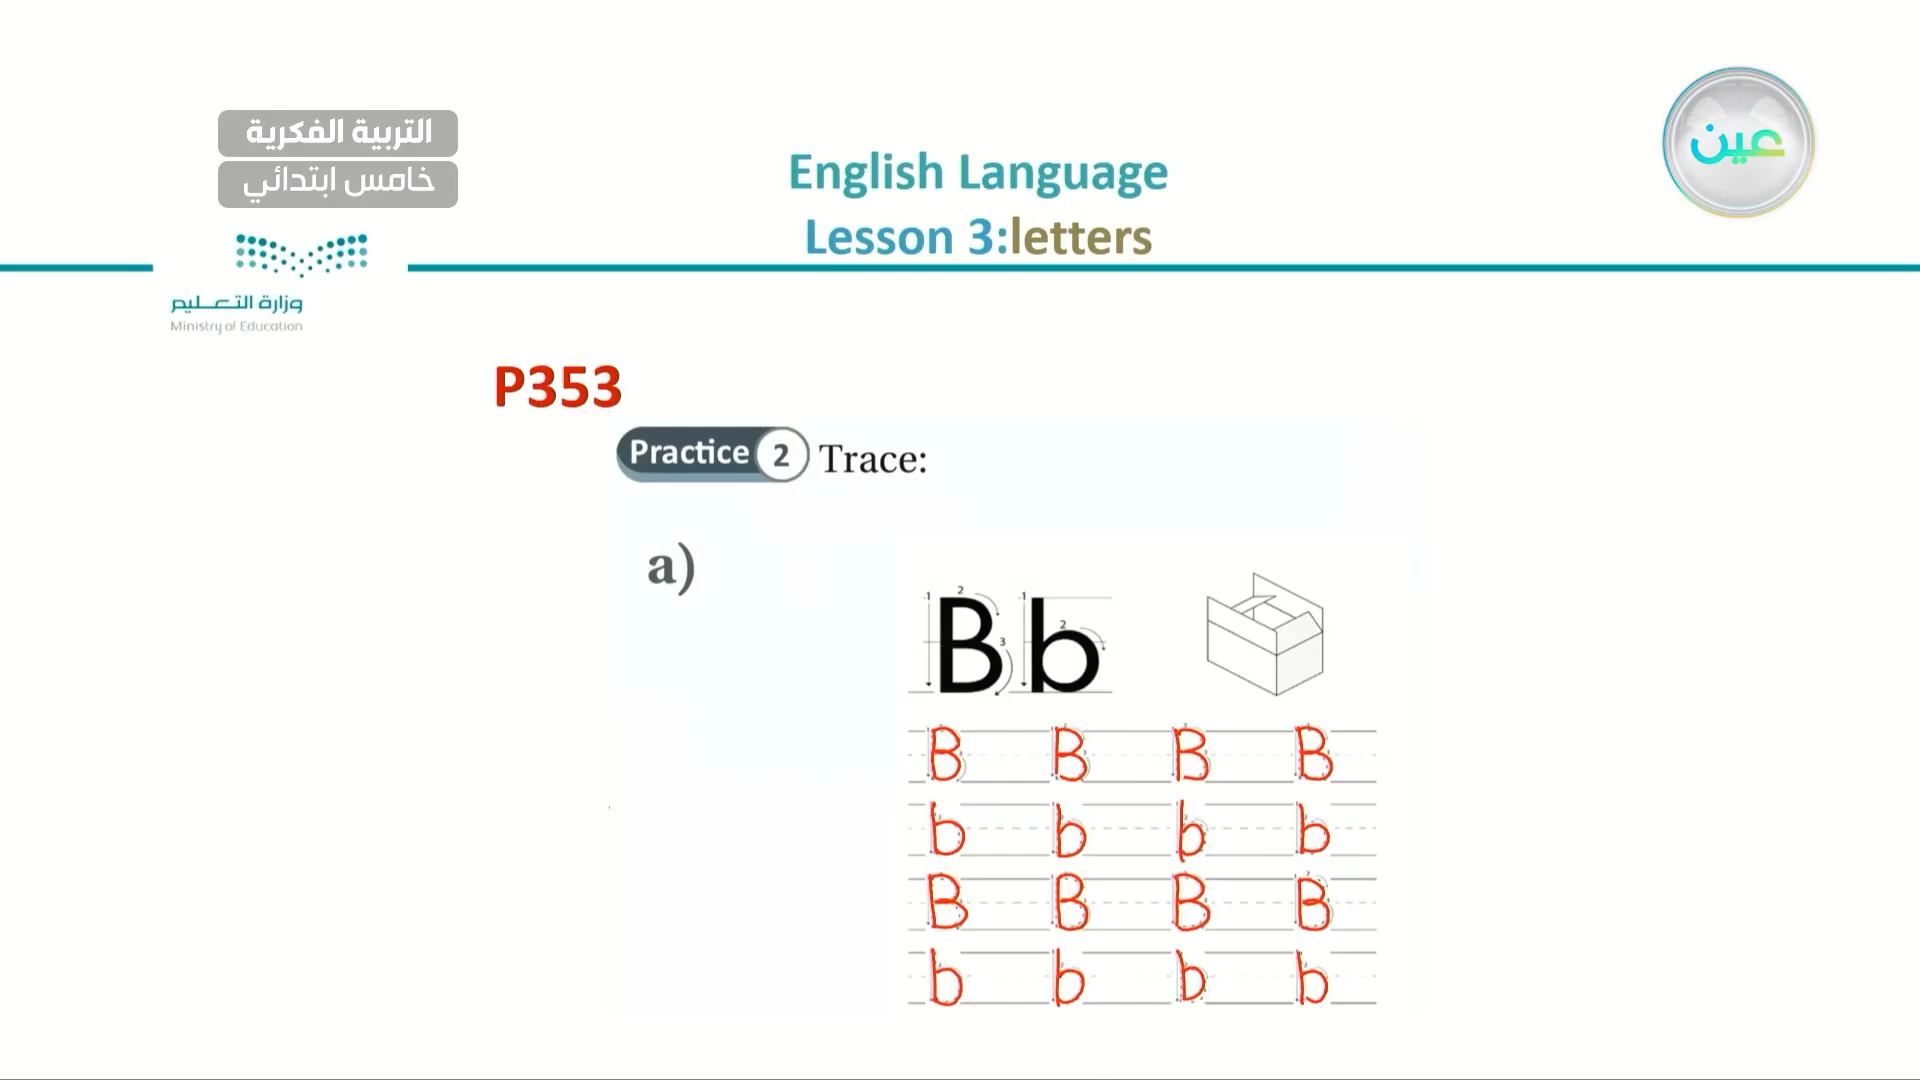 التربية الفكرية
خامس ابتدائي
عين
English Language
Lesson 3:letters
وزارة التعليم
Ministry of Education
P353
Practice 2 Trace:
a)
B b
B B B B
b b b b
B B B B
b b b b